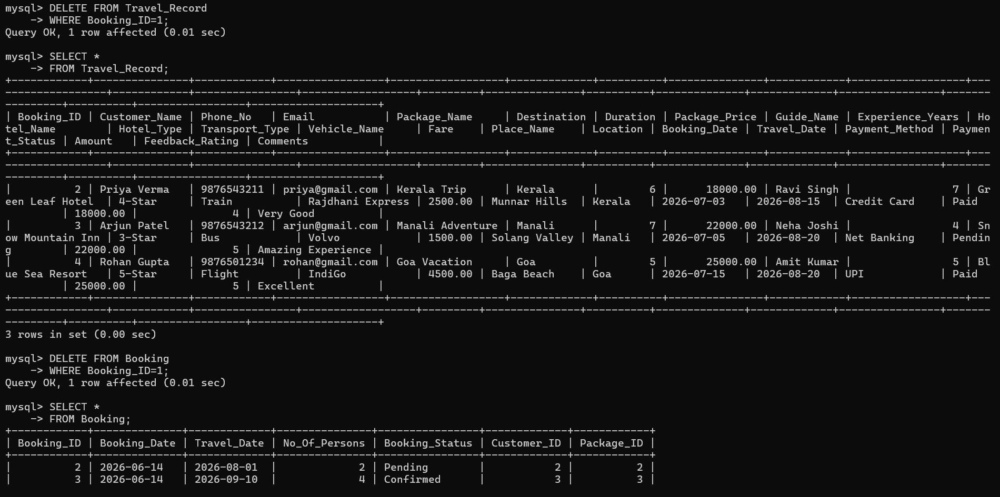 mysql> DELETE FROM Travel_Record
    -> WHERE Booking_ID=1;
Query OK, 1 row affected (0.01 sec)

mysql> SELECT *
    -> FROM Travel_Record;
+------------+---------------+------------+-----------------+------------------+-------------+----------+---------------+------------+------------------+---
----------------+------------+----------------+-------------------+---------+---------------+----------+--------------+-------------+----------------+-------
---------+----------+-----------------+--------------------+
| Booking_ID | Customer_Name | Phone_No   | Email           | Package_Name     | Destination | Duration | Package_Price | Guide_Name | Experience_Years | Ho
tel_Name        | Hotel_Type | Transport_Type | Vehicle_Name     | Fare    | Place_Name    | Location | Booking_Date | Travel_Date | Payment_Method | Paymen
t_Status | Amount   | Feedback_Rating | Comments           |
+------------+---------------+------------+-----------------+------------------+-------------+----------+---------------+------------+------------------+---
----------------+------------+----------------+-------------------+---------+---------------+----------+--------------+-------------+----------------+-------
---------+----------+-----------------+--------------------+
|          2 | Priya Verma   | 9876543211 | priya@gmail.com | Kerala Trip      | Kerala      |        6 |      18000.00 | Ravi Singh |                7 | Gr
een Leaf Hotel  | 4-Star     | Train          | Rajdhani Express | 2500.00 | Munnar Hills  | Kerala   | 2026-07-03   | 2026-08-15  | Credit Card    | Paid
         | 18000.00 |               4 | Very Good          |
|          3 | Arjun Patel   | 9876543212 | arjun@gmail.com | Manali Adventure | Manali      |        7 |      22000.00 | Neha Joshi |                4 | Sn
ow Mountain Inn | 3-Star     | Bus            | Volvo            | 1500.00 | Solang Valley | Manali   | 2026-07-05   | 2026-08-20  | Net Banking    | Pendin
g        | 22000.00 |               5 | Amazing Experience |
|          4 | Rohan Gupta   | 9876501234 | rohan@gmail.com | Goa Vacation     | Goa         |        5 |      25000.00 | Amit Kumar |                5 | Bl
ue Sea Resort   | 5-Star     | Flight         | IndiGo           | 4500.00 | Baga Beach    | Goa      | 2026-07-15   | 2026-08-20  | UPI            | Paid
         | 25000.00 |               5 | Excellent          |
+------------+---------------+------------+-----------------+------------------+-------------+----------+---------------+------------+------------------+---
----------------+------------+----------------+-------------------+---------+---------------+----------+--------------+-------------+----------------+-------
---------+----------+-----------------+--------------------+
3 rows in set (0.00 sec)

mysql> DELETE FROM Booking
    -> WHERE Booking_ID=1;
Query OK, 1 row affected (0.01 sec)

mysql> SELECT *
    -> FROM Booking;
+------------+--------------+-------------+---------------+----------------+-------------+------------+
| Booking_ID | Booking_Date | Travel_Date | No_Of_Persons | Booking_Status | Customer_ID | Package_ID |
+------------+--------------+-------------+---------------+----------------+-------------+------------+
|          2 | 2026-06-14   | 2026-08-01  |             2 | Pending        |           2 |          2 |
|          3 | 2026-06-14   | 2026-09-10  |             4 | Confirmed      |           3 |          3 |